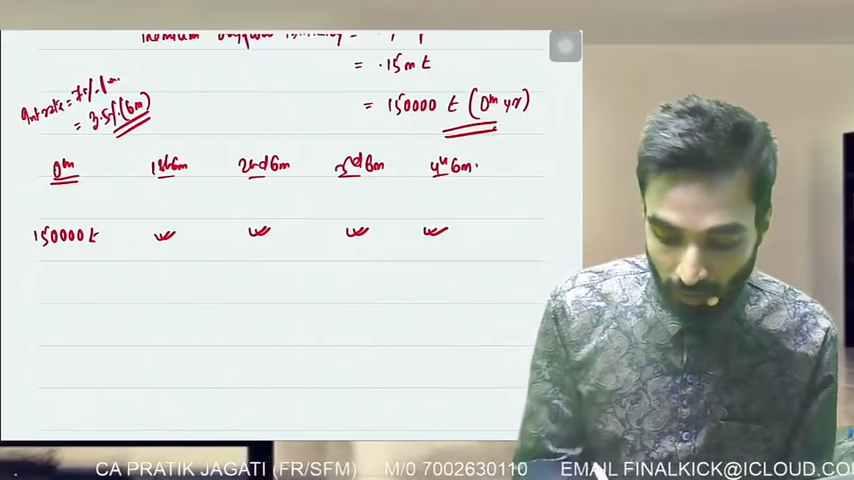 = .15m £
Int rate = 7% p.a.
= 3.5% (6m)
= 150000 £ (0th yr)
0th 1st 6m 2nd 6m 3rd 6m 4th 6m.
150000 £
CA PRATIK JAGATI (FR/SFM) M/0 7002630110 EMAIL FINALKICK@ICLOUD.CO